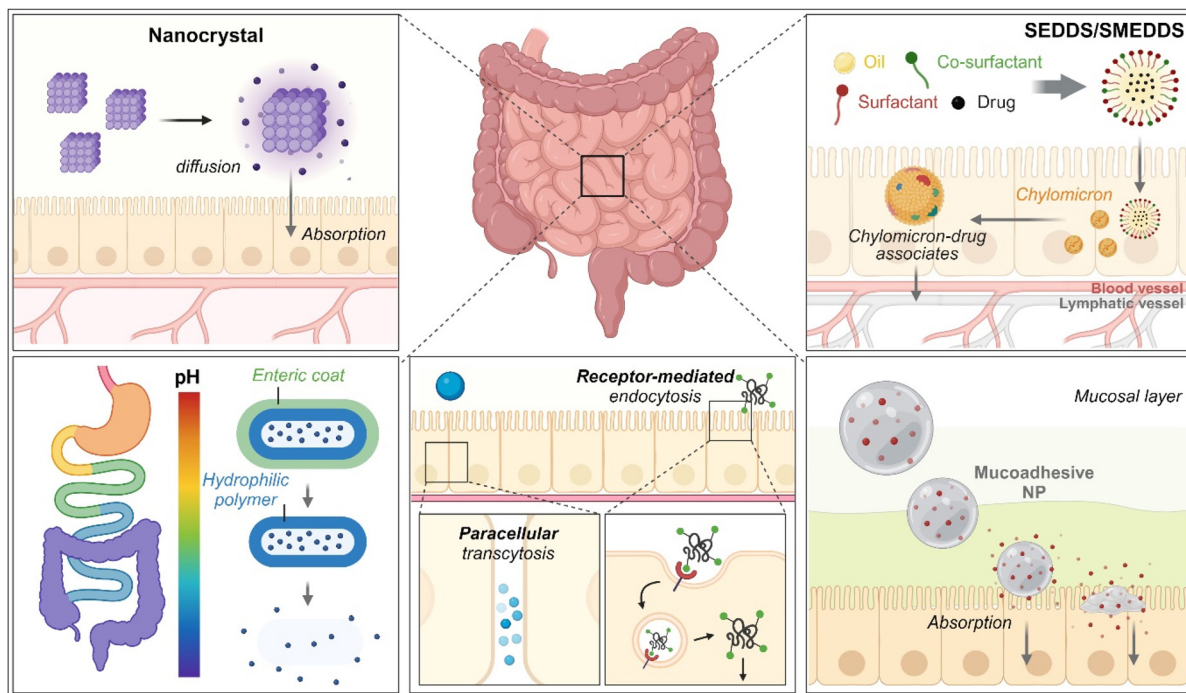 Nanocrystal
diffusion
Absorption
SEDDS/SMEDDS
Oil
Co-surfactant
Surfactant
Drug
Chylomicron
Chylomicron-drug
associates
Blood vessel
Lymphatic vessel
pH
Enteric coat
Hydrophilic
polymer
Receptor-mediated
endocytosis
Paracellular
transcytosis
Mucosal layer
Mucoadhesive
NP
Absorption